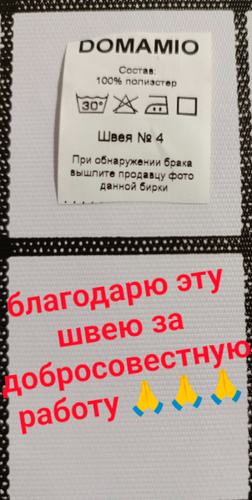 DOMAMIO
Состав:
100% полиэстер
30°
Швея № 4
При обнаружении брака
вышлите продавцу фото
данной бирки
благодарю эту
швею за
добросовестную
работу 🙏🙏🙏